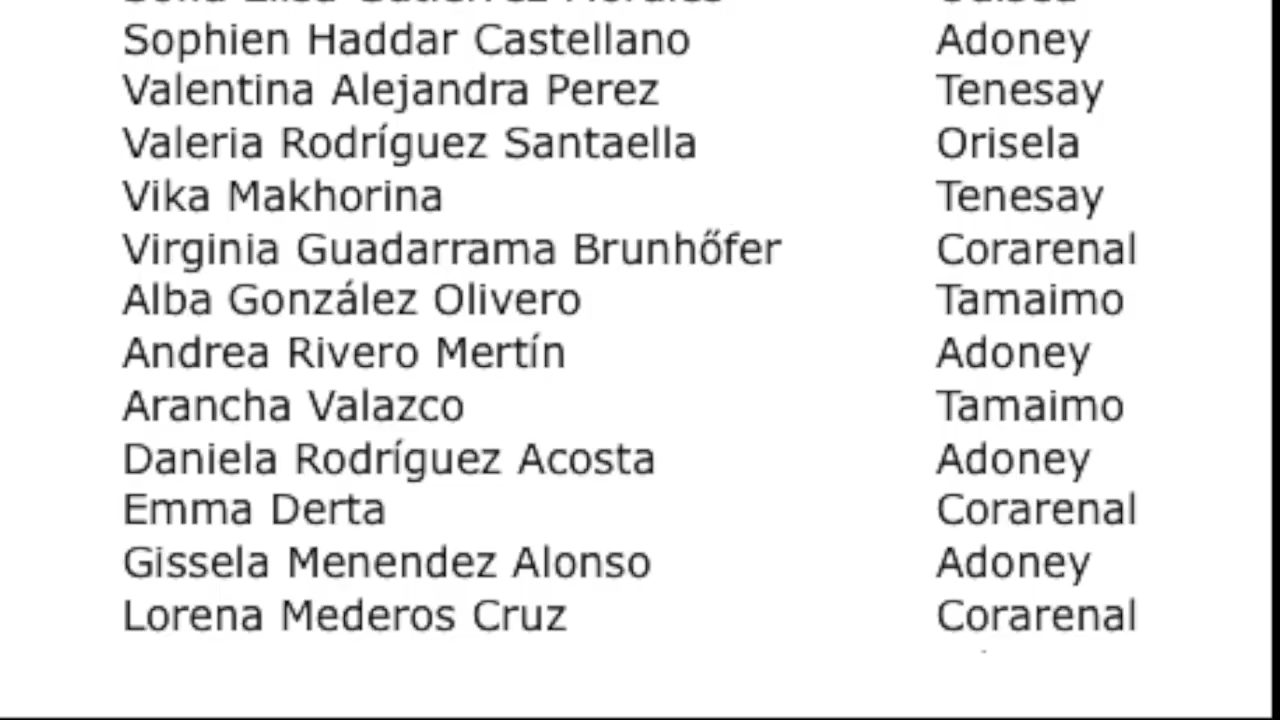 Sophien Haddar Castellano Adoney
Valentina Alejandra Perez Tenesay
Valeria Rodríguez Santaella Orisela
Vika Makhorina Tenesay
Virginia Guadarrama Brunhőfer Corarenal
Alba González Olivero Tamaimo
Andrea Rivero Mertín Adoney
Arancha Valazco Tamaimo
Daniela Rodríguez Acosta Adoney
Emma Derta Corarenal
Gissela Menendez Alonso Adoney
Lorena Mederos Cruz Corarenal